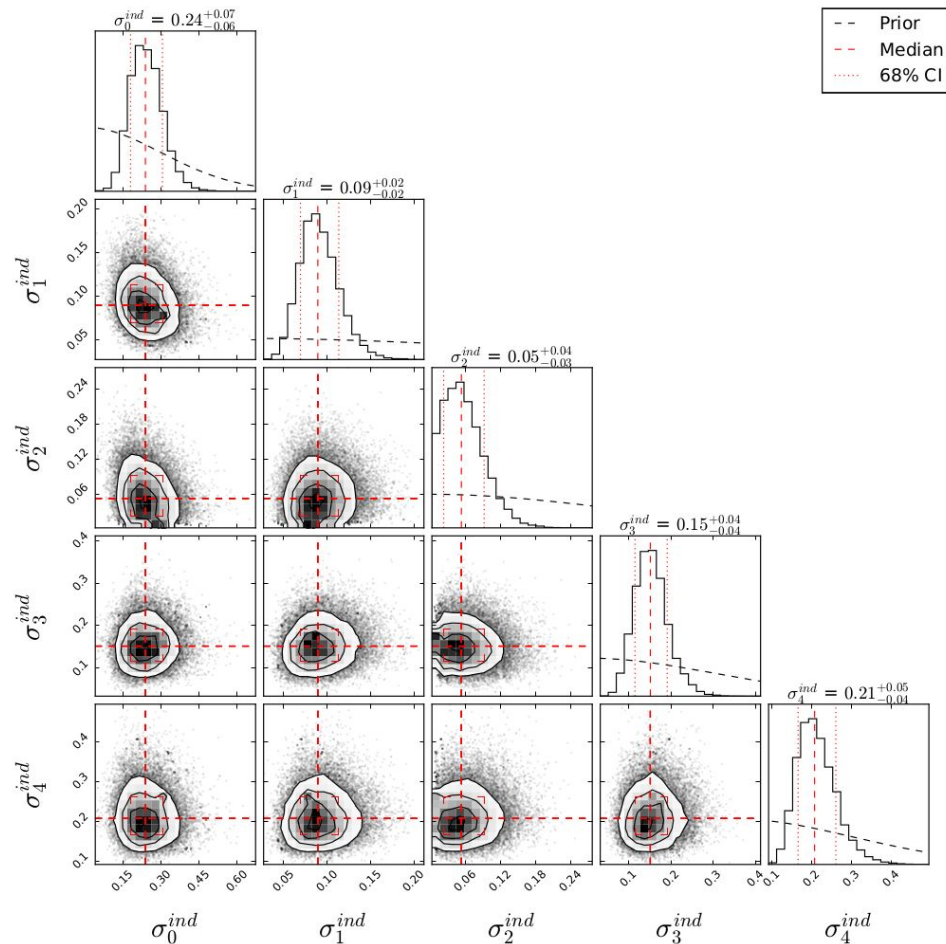 σ_0^{ind} = 0.24^{+0.07}_{-0.06}
-- Prior
-- Median
68% CI
σ_1^{ind} = 0.09^{+0.02}_{-0.02}
0.20
0.15
0.10
0.05
σ_1^{ind}
σ_2^{ind} = 0.05^{+0.04}_{-0.03}
0.24
0.18
0.12
0.06
σ_2^{ind}
σ_3^{ind} = 0.15^{+0.04}_{-0.04}
0.4
0.3
0.2
0.1
σ_3^{ind}
σ_4^{ind} = 0.21^{+0.05}_{-0.04}
0.4
0.3
0.2
0.1
σ_4^{ind}
0.15 0.30 0.45 0.60
0.05 0.10 0.15 0.20
0.06 0.12 0.18 0.24
0.1 0.2 0.3 0.4
0.1 0.2 0.3 0.4
σ_0^{ind} σ_1^{ind} σ_2^{ind} σ_3^{ind} σ_4^{ind}